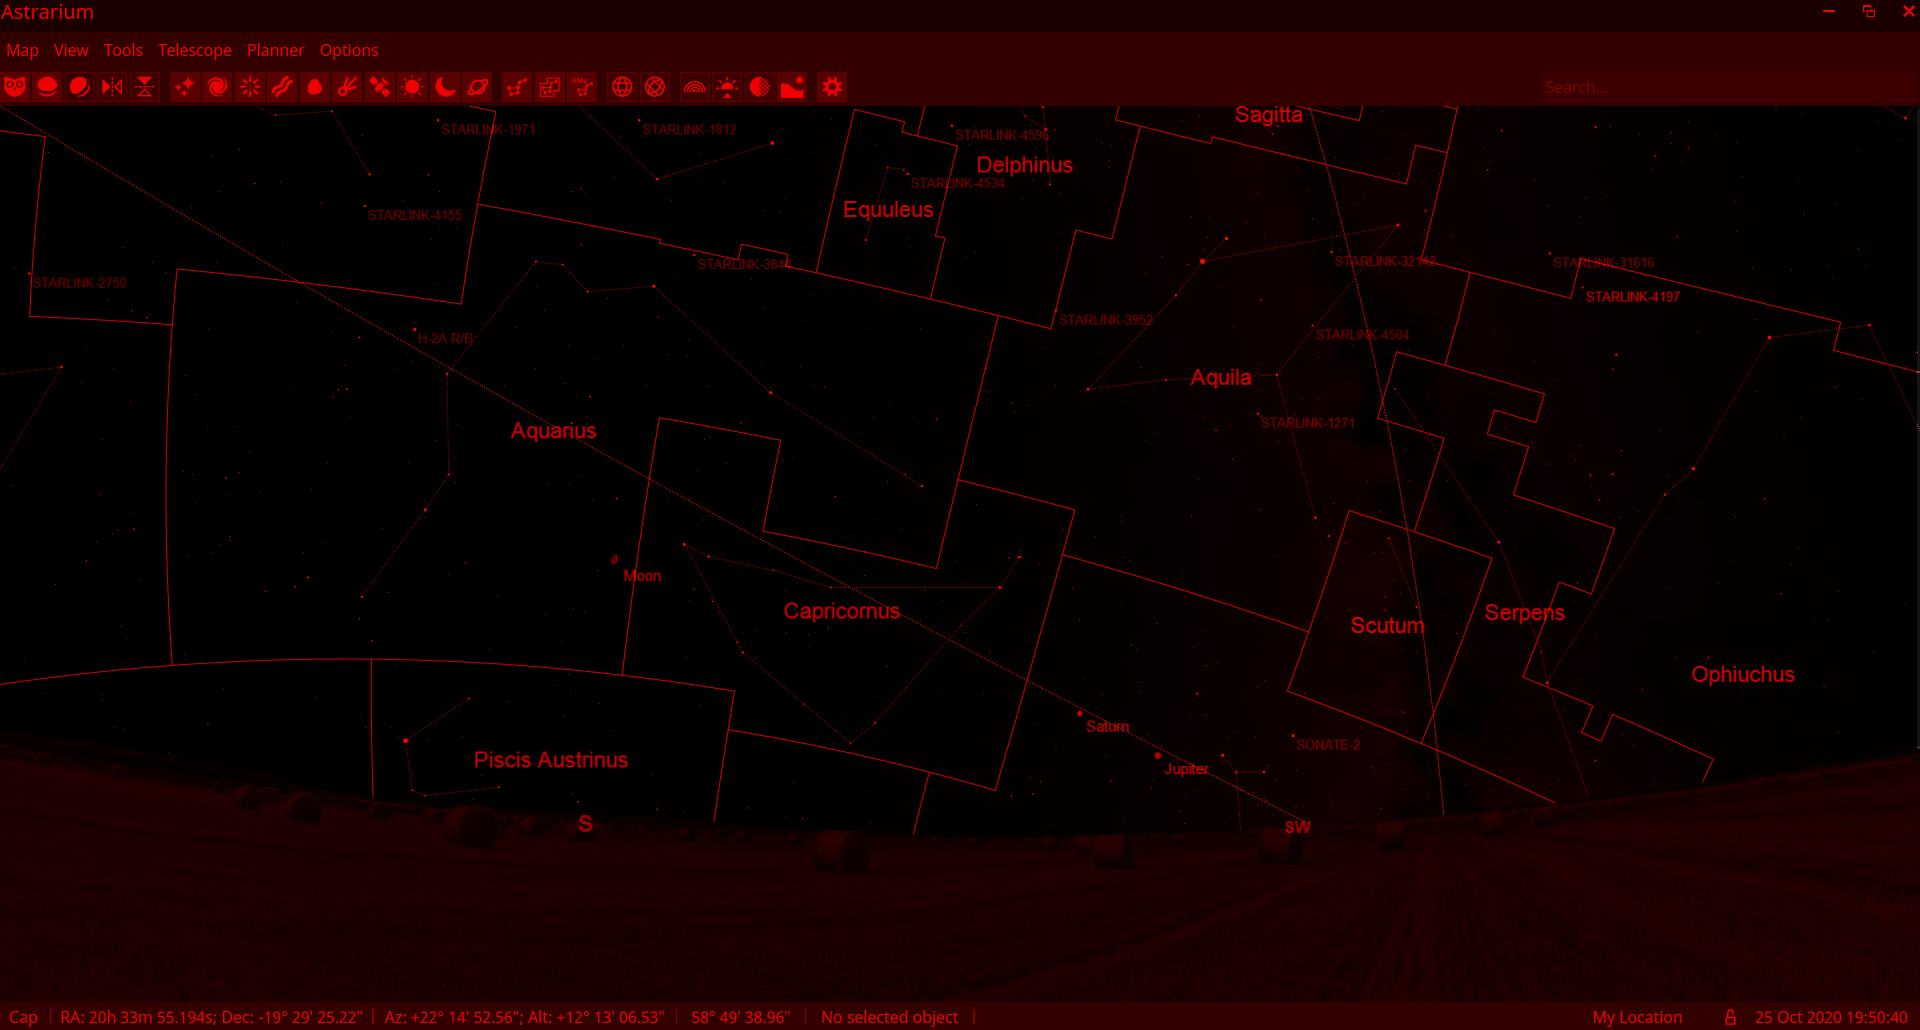 Astrarium
Map View Tools Telescope Planner Options
Search...
Sagitta
STARLINK-1971
STARLINK-1812
STARLINK-4596
Delphinus
STARLINK-4534
Equuleus
STARLINK-4155
STARLINK-32142
STARLINK-31616
STARLINK-3844
STARLINK-2750
STARLINK-4197
STARLINK-3952
STARLINK-4504
H-2A R/B
Aquila
STARLINK-1271
Aquarius
Moon
Capricornus
Scutum
Serpens
Ophiuchus
Saturn
SONATE-2
Piscis Austrinus
Jupiter
S
SW
Cap RA: 20h 33m 55.194s; Dec: -19° 29' 25.22" Az: +22° 14' 52.56"; Alt: +12° 13' 06.53" 58° 49' 38.96" No selected object My Location 25 Oct 2020 19:50:40